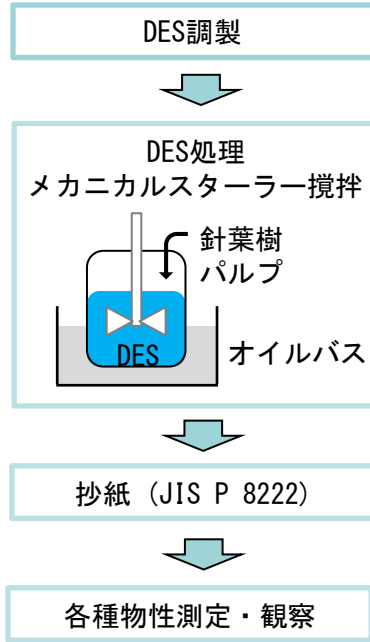 DES調製
DES処理
メカニカルスターラー撹拌
針葉樹
パルプ
DES
オイルバス
抄紙 (JIS P 8222)
各種物性測定・観察